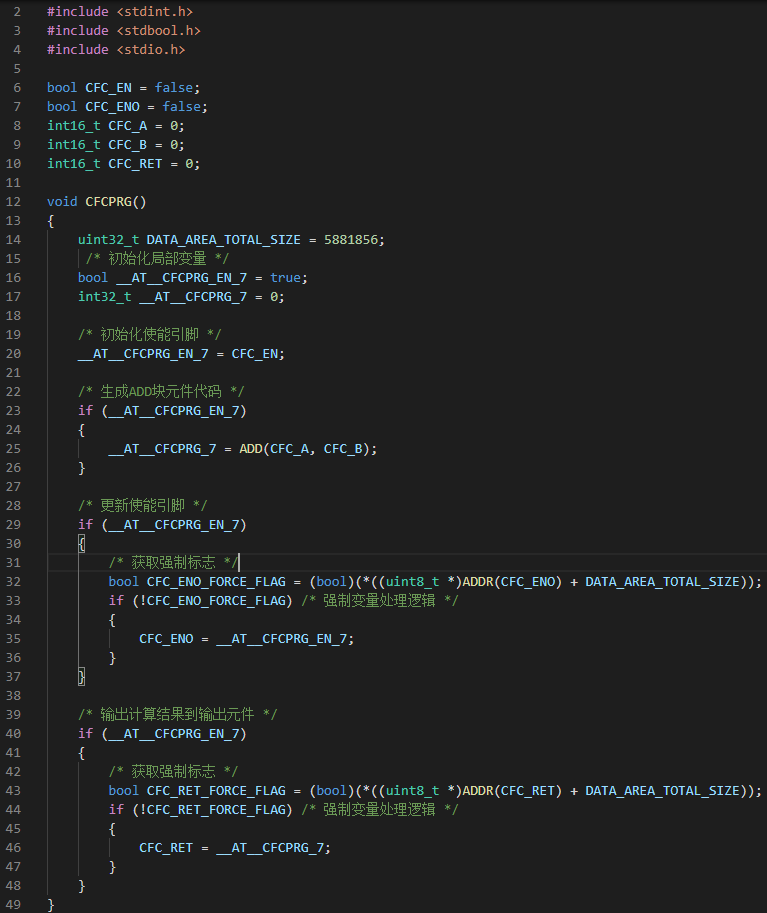 2 #include <stdint.h>
3 #include <stdbool.h>
4 #include <stdio.h>
5
6 bool CFC_EN = false;
7 bool CFC_ENO = false;
8 int16_t CFC_A = 0;
9 int16_t CFC_B = 0;
10 int16_t CFC_RET = 0;
11
12 void CFCPRG()
13 {
14     uint32_t DATA_AREA_TOTAL_SIZE = 5881856;
15      /* 初始化局部变量 */
16     bool __AT__CFCPRG_EN_7 = true;
17     int32_t __AT__CFCPRG_7 = 0;
18
19     /* 初始化使能引脚 */
20     __AT__CFCPRG_EN_7 = CFC_EN;
21
22     /* 生成ADD块元件代码 */
23     if (__AT__CFCPRG_EN_7)
24     {
25         __AT__CFCPRG_7 = ADD(CFC_A, CFC_B);
26     }
27
28     /* 更新使能引脚 */
29     if (__AT__CFCPRG_EN_7)
30     {
31         /* 获取强制标志 */
32         bool CFC_ENO_FORCE_FLAG = (bool)(*((uint8_t *)ADDR(CFC_ENO) + DATA_AREA_TOTAL_SIZE));
33         if (!CFC_ENO_FORCE_FLAG) /* 强制变量处理逻辑 */
34         {
35             CFC_ENO = __AT__CFCPRG_EN_7;
36         }
37     }
38
39     /* 输出计算结果到输出元件 */
40     if (__AT__CFCPRG_EN_7)
41     {
42         /* 获取强制标志 */
43         bool CFC_RET_FORCE_FLAG = (bool)(*((uint8_t *)ADDR(CFC_RET) + DATA_AREA_TOTAL_SIZE));
44         if (!CFC_RET_FORCE_FLAG) /* 强制变量处理逻辑 */
45         {
46             CFC_RET = __AT__CFCPRG_7;
47         }
48     }
49 }